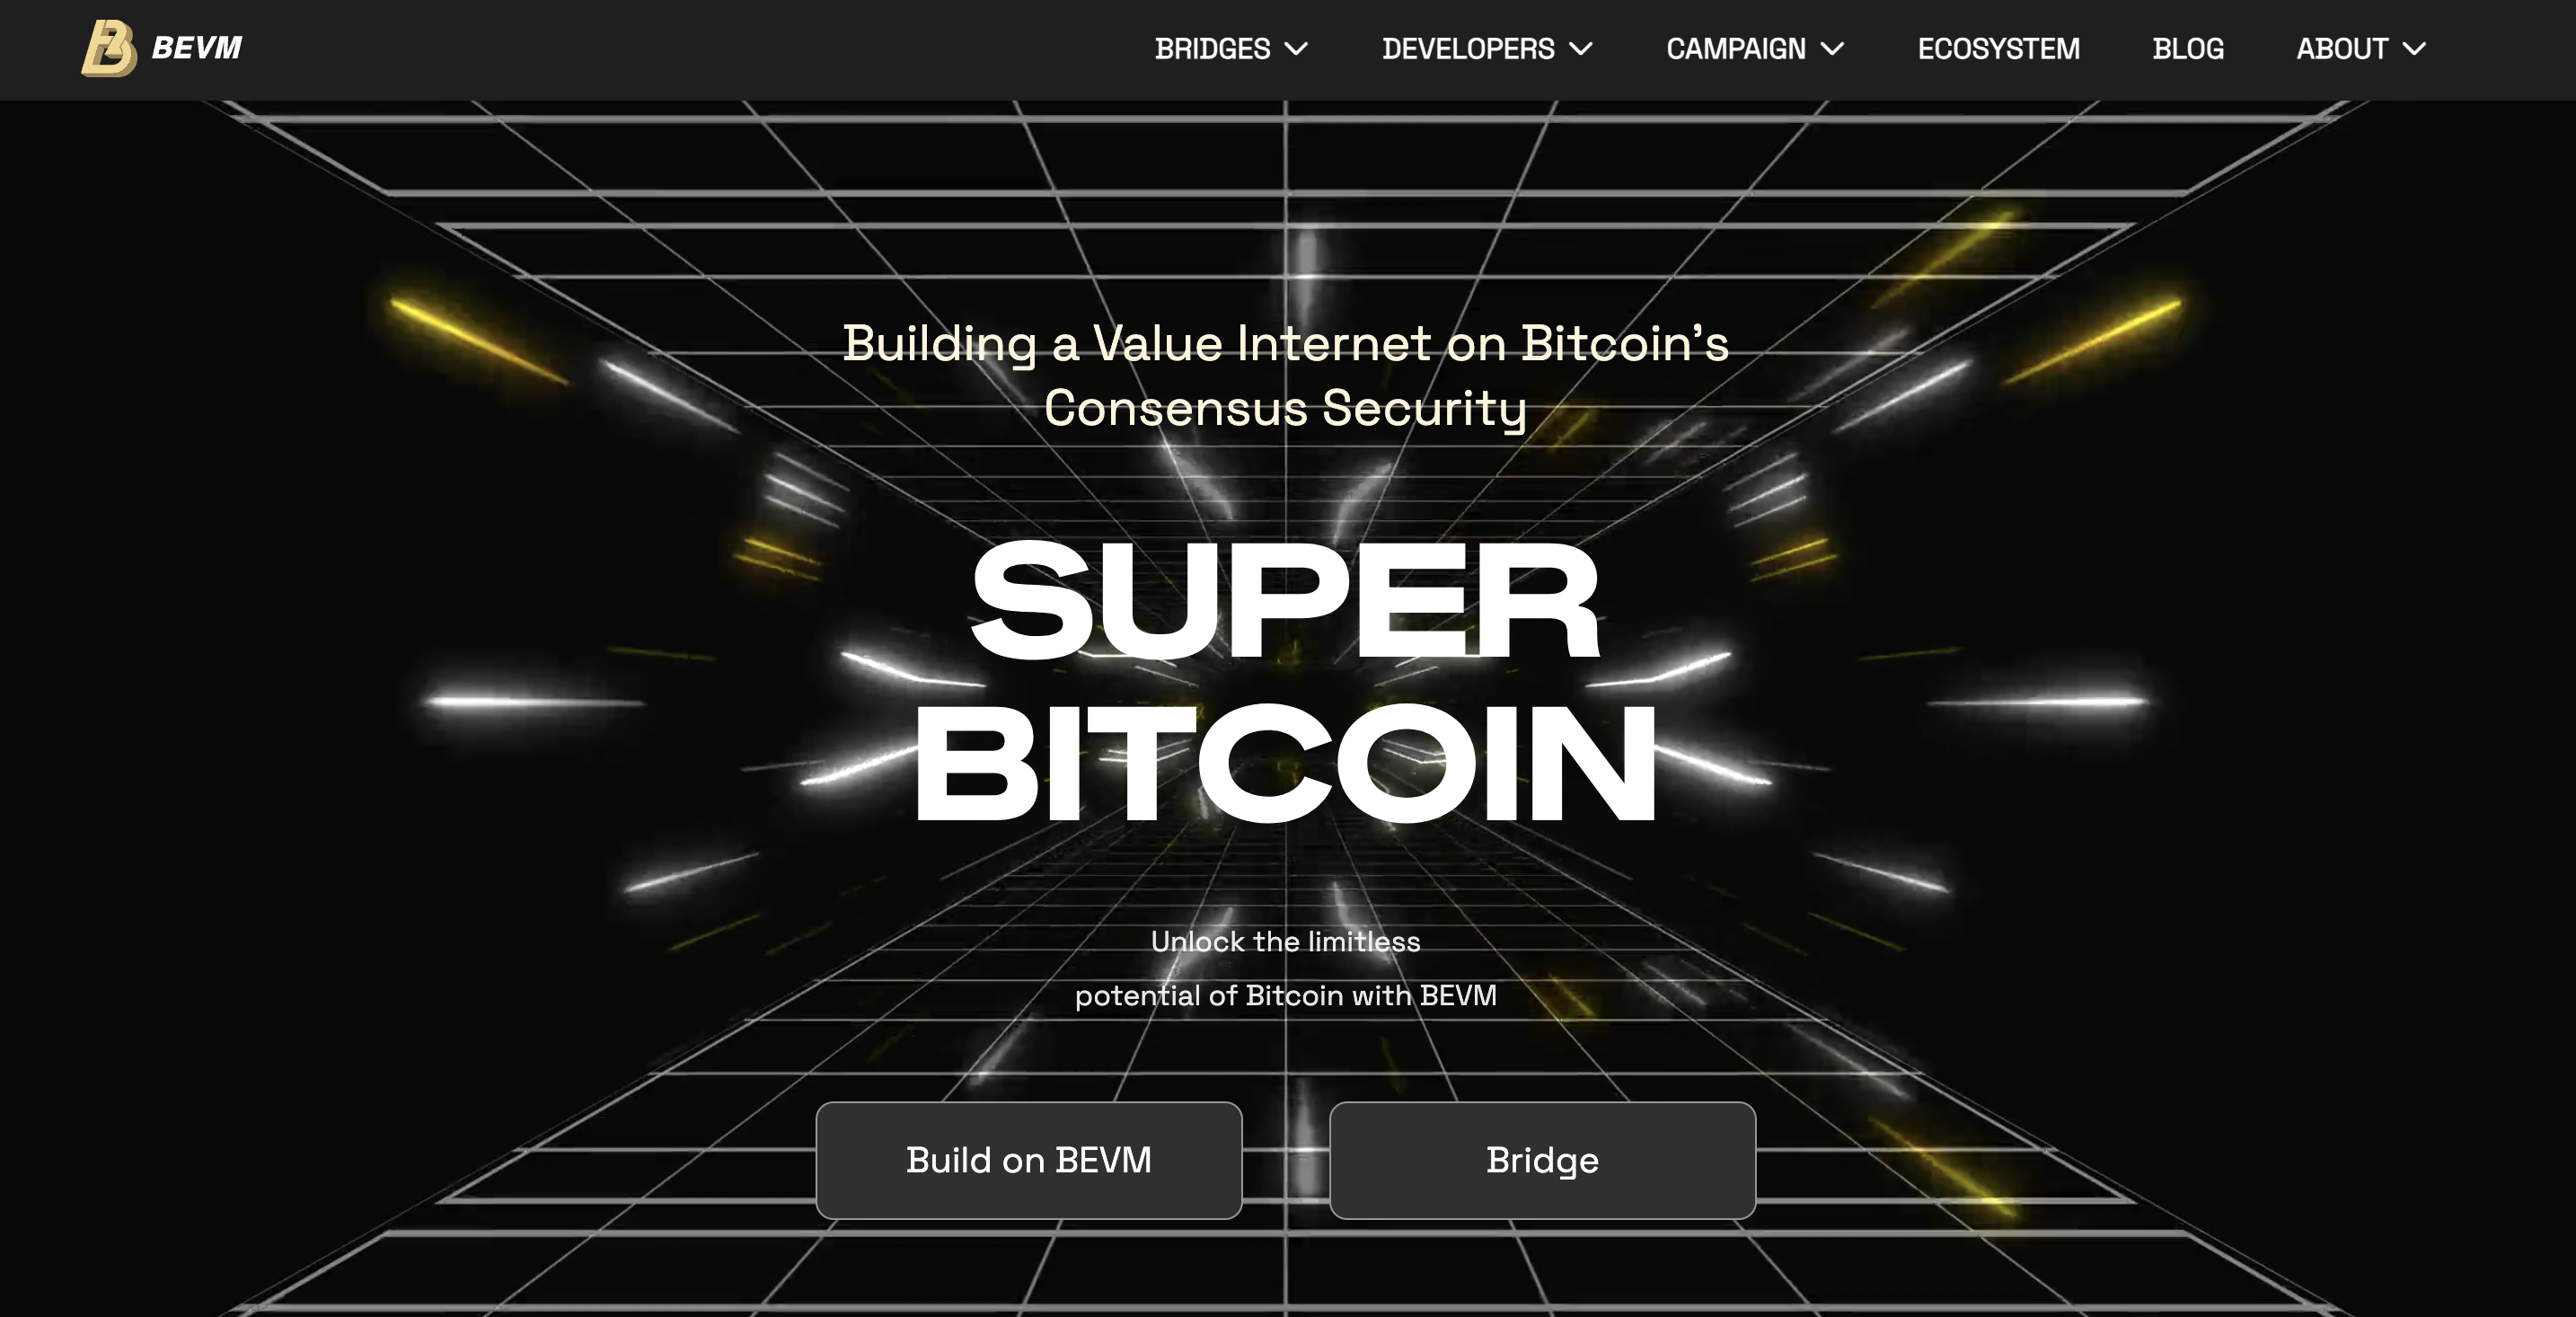 BEVM
BRIDGES
DEVELOPERS
CAMPAIGN
ECOSYSTEM
BLOG
ABOUT
Building a Value Internet on Bitcoin's
Consensus Security
SUPER
BITCOIN
Unlock the limitless
potential of Bitcoin with BEVM
Build on BEVM
Bridge